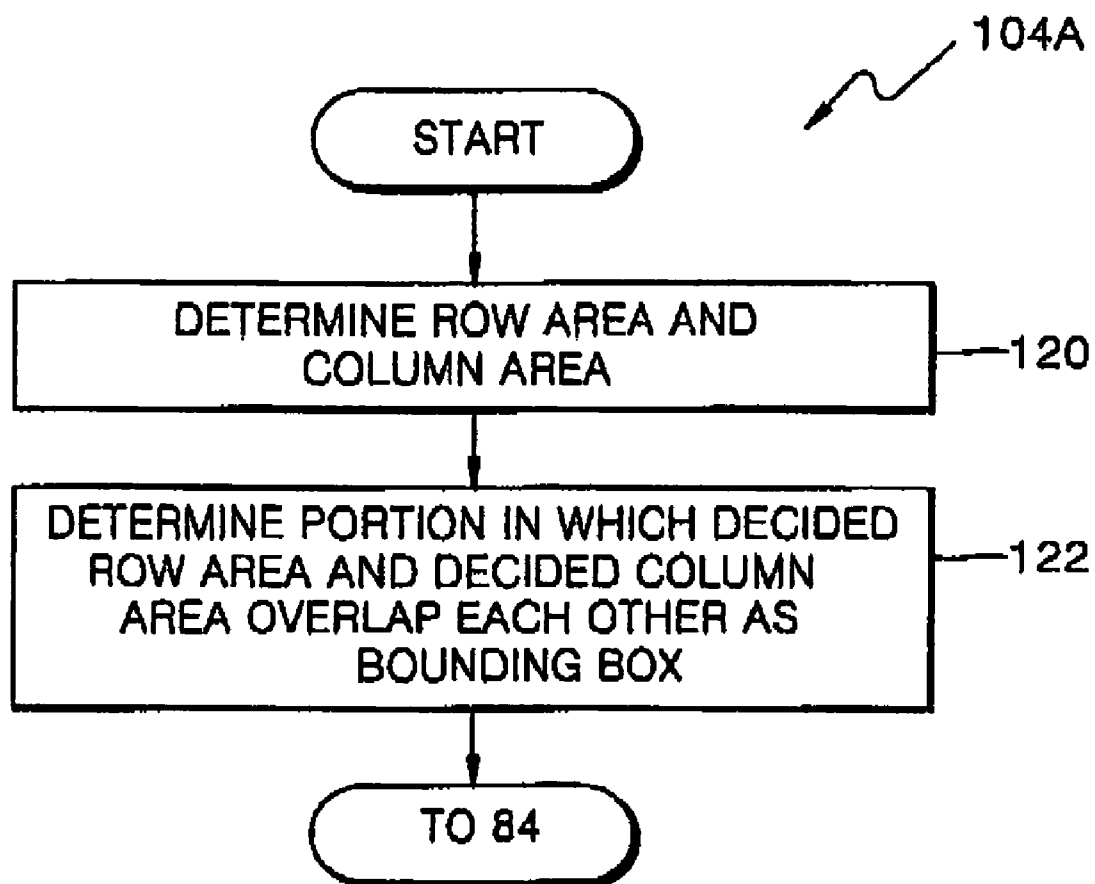 104A
START
DETERMINE ROW AREA AND
COLUMN AREA
120
DETERMINE PORTION IN WHICH DECIDED
ROW AREA AND DECIDED COLUMN
AREA OVERLAP EACH OTHER AS
BOUNDING BOX
122
TO 84